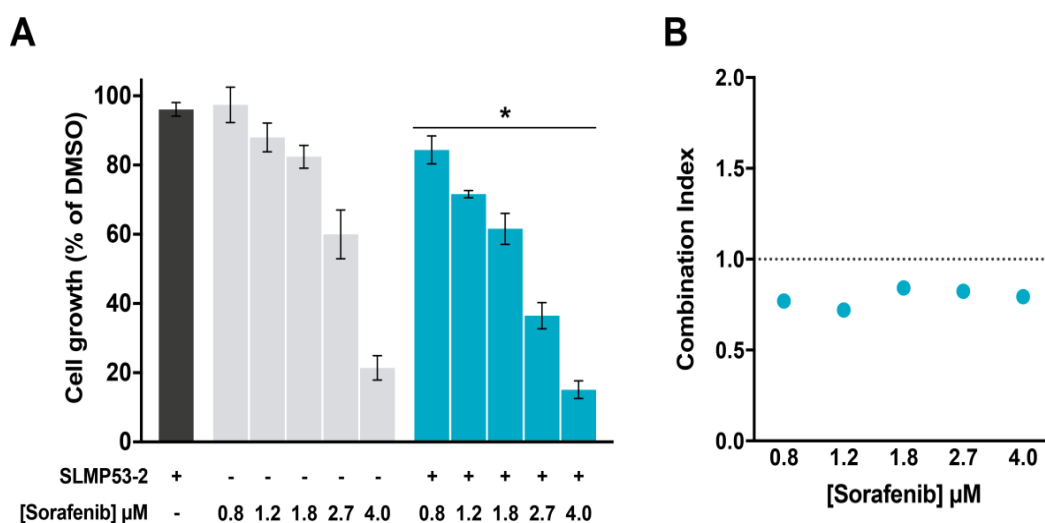 A
Cell growth (% of DMSO)
100
80
60
40
20
0
*
SLMP53-2 + - - - - - + + + + +
[Sorafenib] µM - 0.8 1.2 1.8 2.7 4.0 0.8 1.2 1.8 2.7 4.0
B
Combination Index
2.0
1.5
1.0
0.5
0.0
0.8 1.2 1.8 2.7 4.0
[Sorafenib] µM